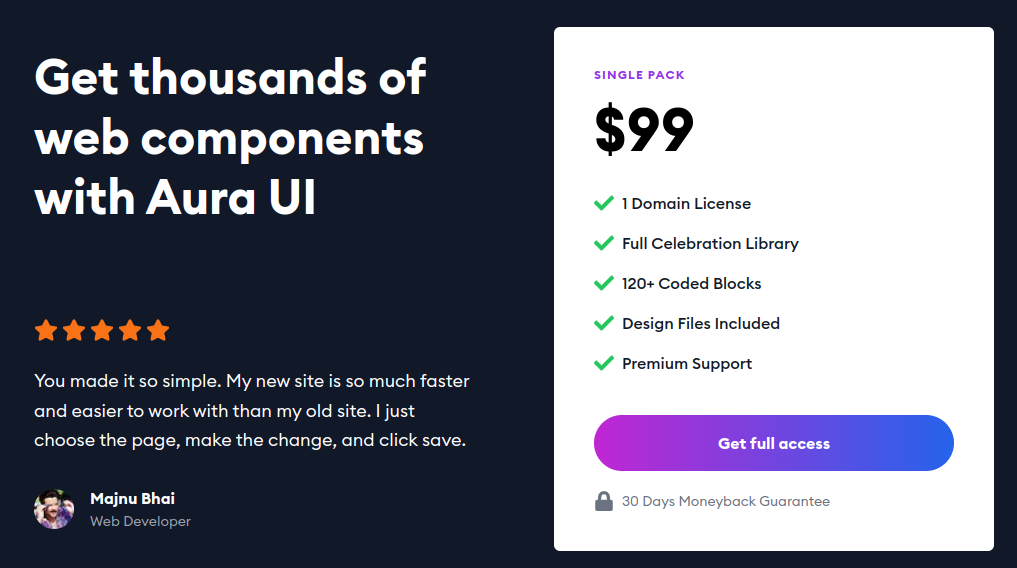 Get thousands of
web components
with Aura UI
You made it so simple. My new site is so much faster
and easier to work with than my old site. I just
choose the page, make the change, and click save.
Majnu Bhai
Web Developer
SINGLE PACK
$99
1 Domain License
Full Celebration Library
120+ Coded Blocks
Design Files Included
Premium Support
Get full access
30 Days Moneyback Guarantee